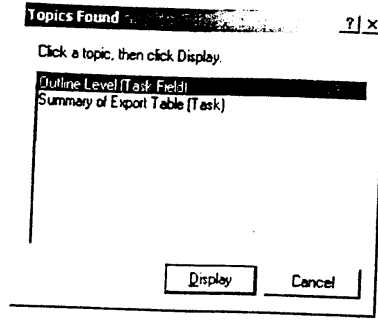 Topics Found
? ×
Click a topic, then click Display.
Outline Level (Task Field)
Summary of Export Table (Task)
Display
Cancel